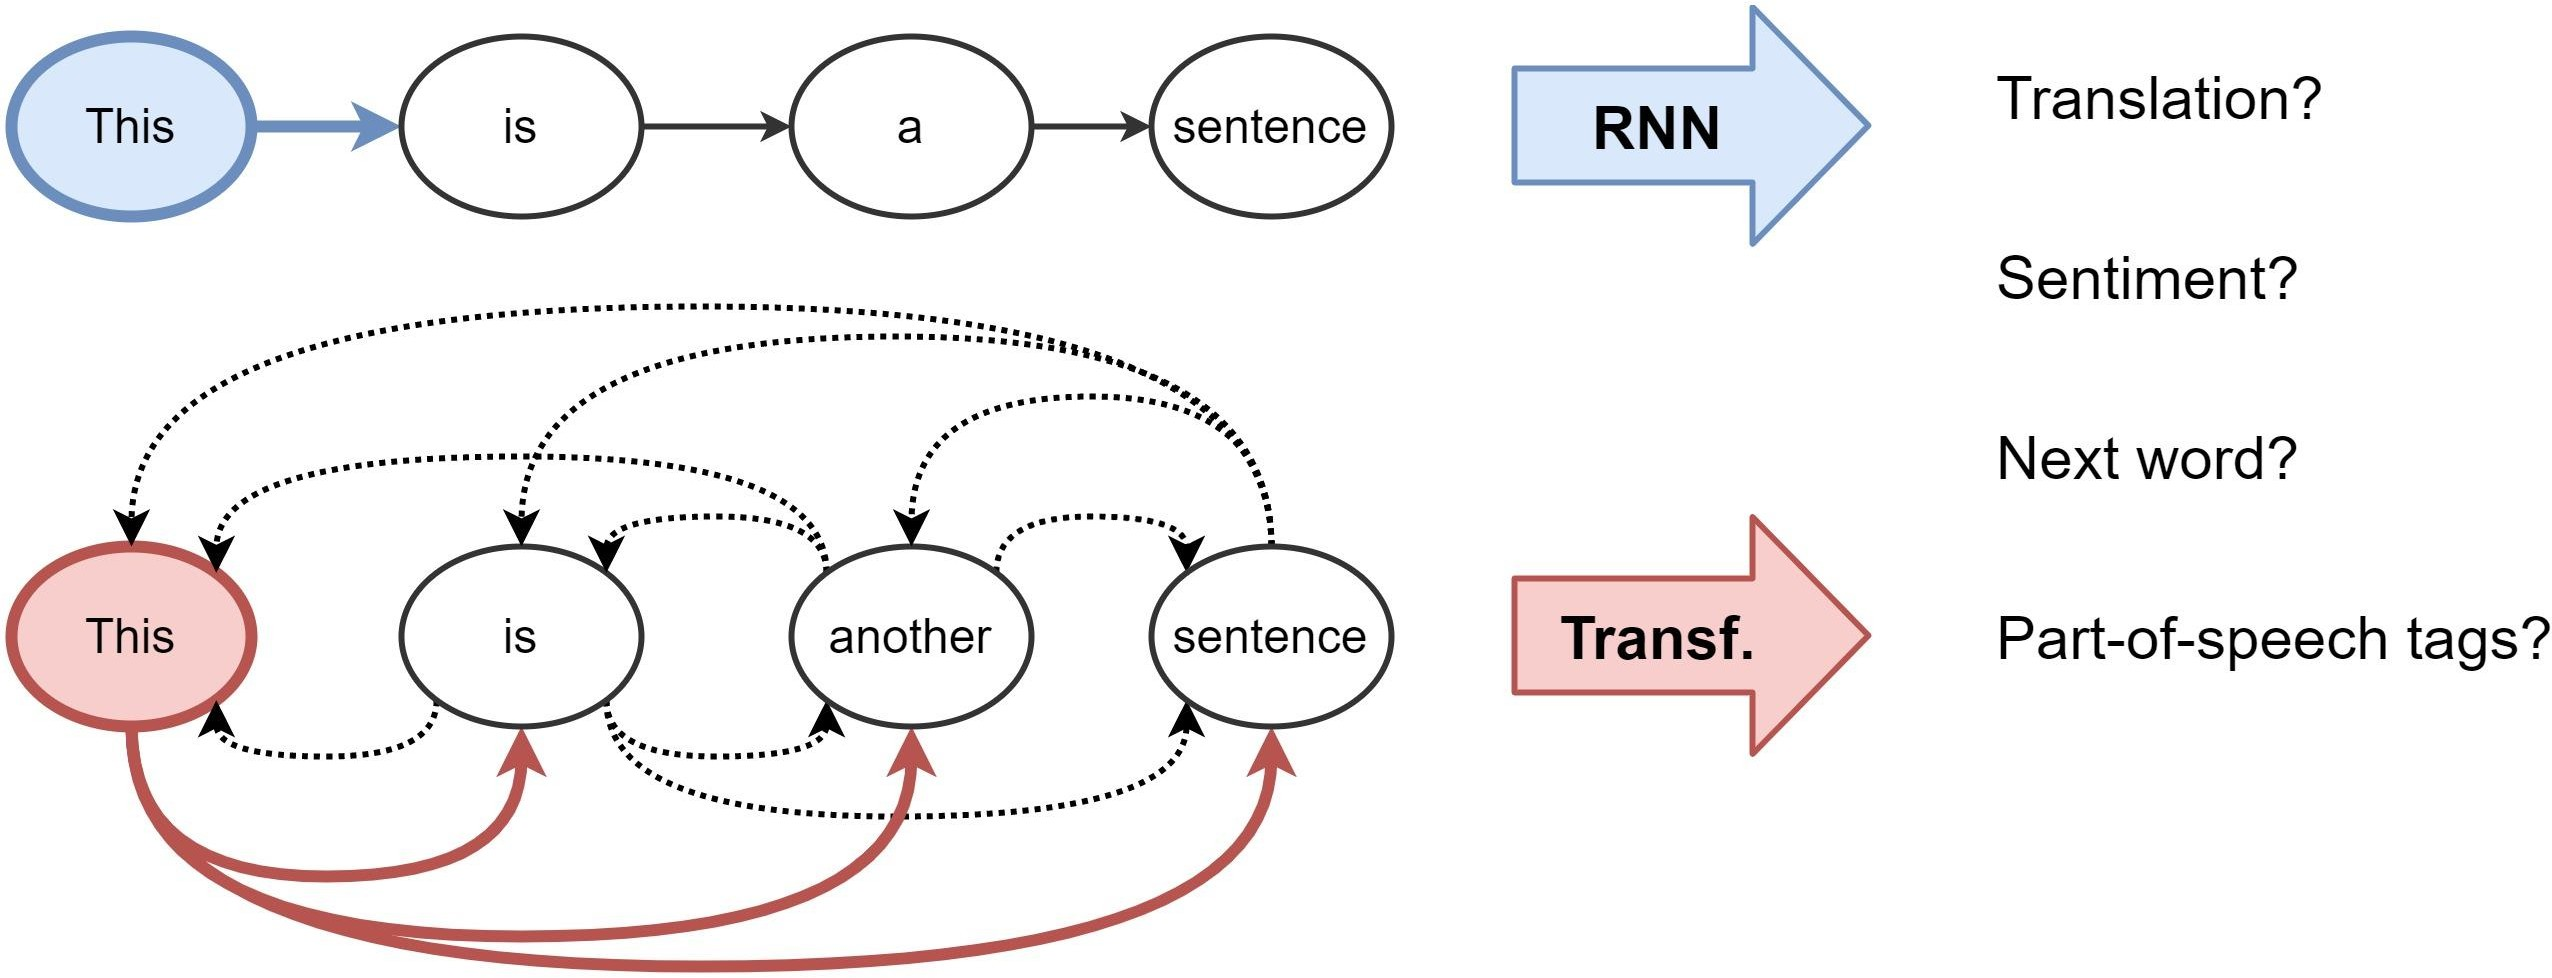 This is a sentence
RNN
Translation?
Sentiment?
Next word?
This is another sentence
Transf.
Part-of-speech tags?